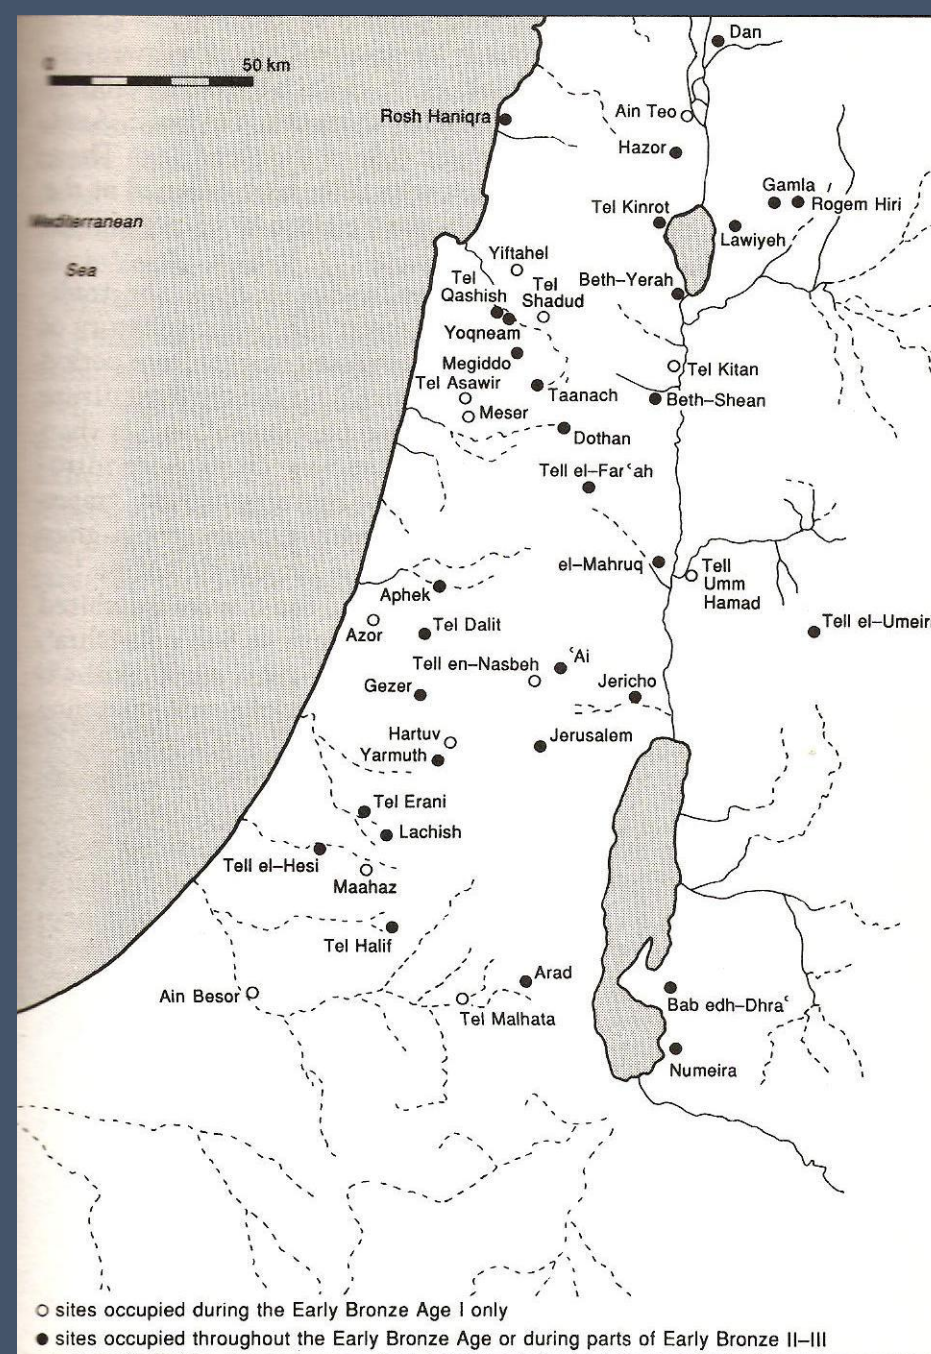 Dan
50 km
Rosh Haniqra
Ain Teo
Hazor
Gamla
Rogem Hiri
Tel Kinrot
Lawiyeh
Mediterranean
Sea
Yiftahel
Beth–Yerah
Tel
Qashish
Tel
Shadud
Yoqneam
Megiddo
Tel Kitan
Tel Asawir
Taanach
Beth–Shean
Meser
Dothan
Tell el–Farʿah
el–Mahruq
Tell
Umm
Hamad
Aphek
Tell el–Umeiri
Tel Dalit
Azor
ʿAi
Tell en–Nasbeh
Jericho
Gezer
Hartuv
Jerusalem
Yarmuth
Tel Erani
Lachish
Tell el–Hesi
Maahaz
Tel Halif
Arad
Ain Besor
Bab edh–Dhraʿ
Tel Malhata
Numeira
sites occupied during the Early Bronze Age I only
sites occupied throughout the Early Bronze Age or during parts of Early Bronze II–III